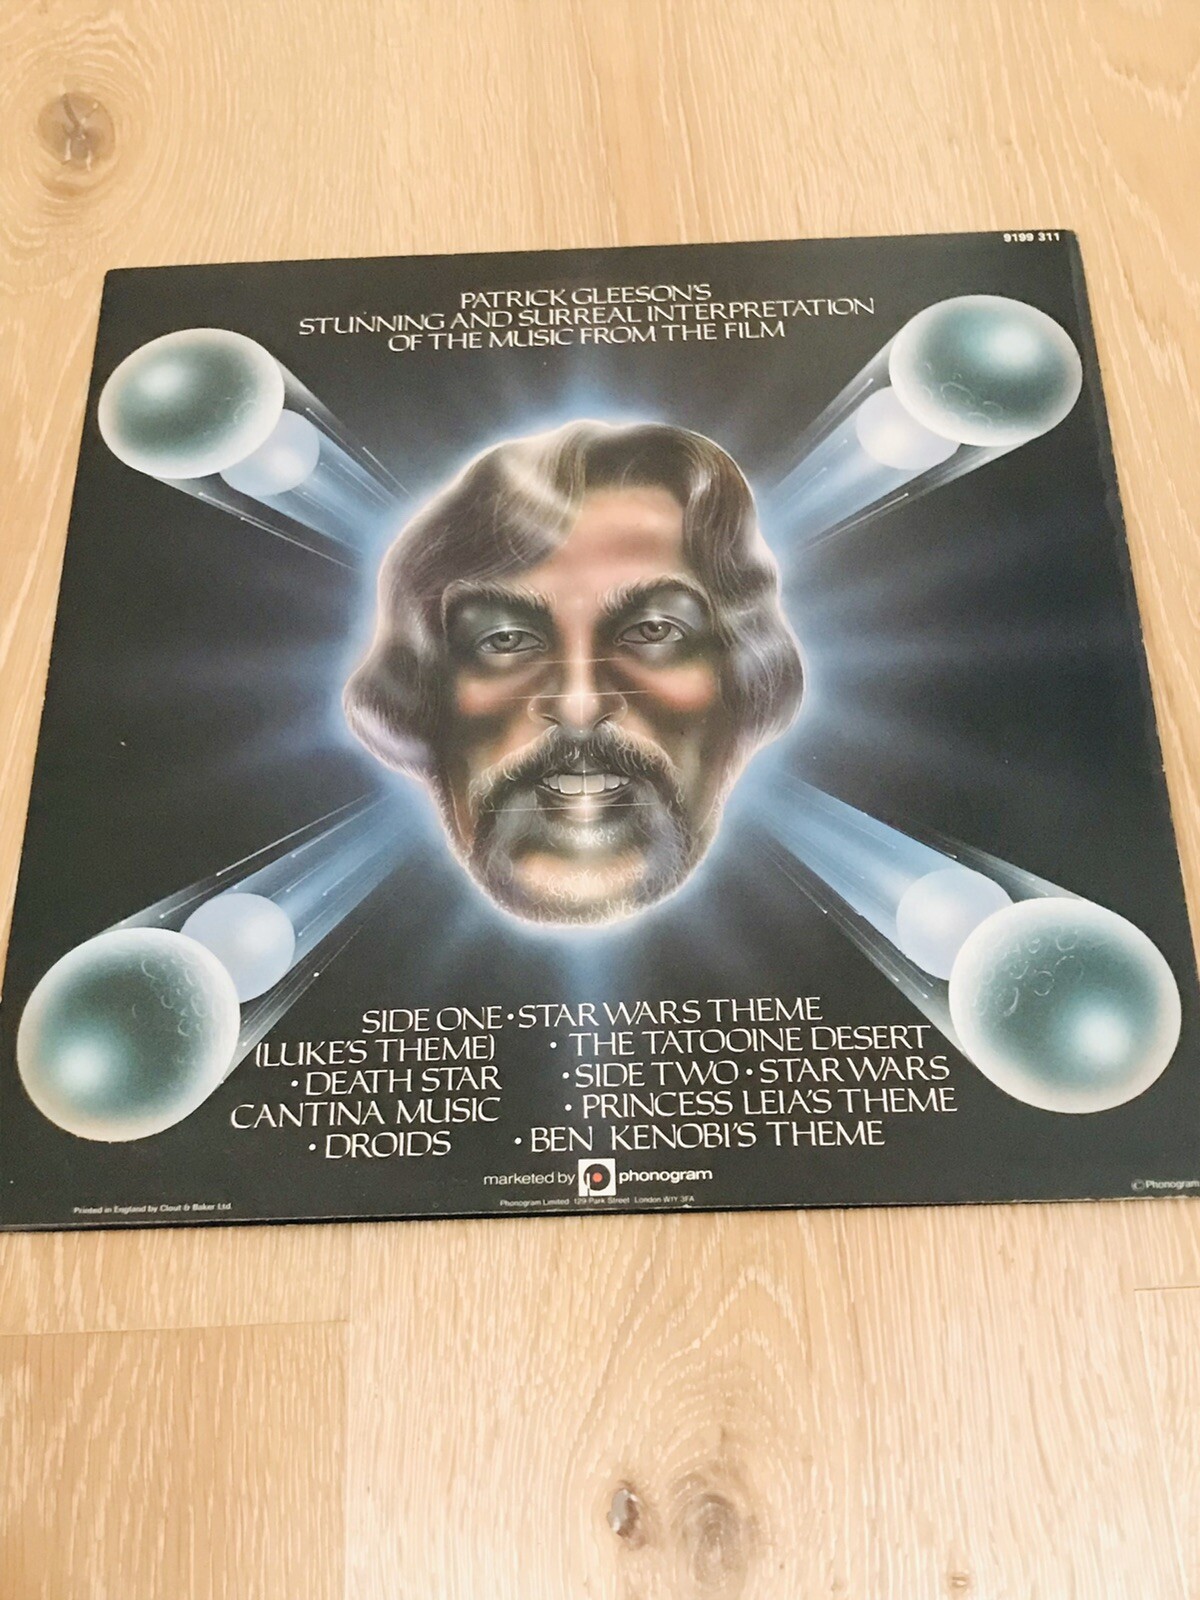 9199 311
PATRICK GLEESON'S
STUNNING AND SURREAL INTERPRETATION
OF THE MUSIC FROM THE FILM
SIDE ONE • STAR WARS THEME
(LUKE'S THEME) • THE TATOOINE DESERT
• DEATH STAR • SIDE TWO • STAR WARS
CANTINA MUSIC • PRINCESS LEIA'S THEME
• DROIDS • BEN KENOBI'S THEME
marketed by phonogram
Phonogram Limited 129 Park Street London W1Y 3FA
Printed in England by Clout & Baker Ltd.
© Phonogram